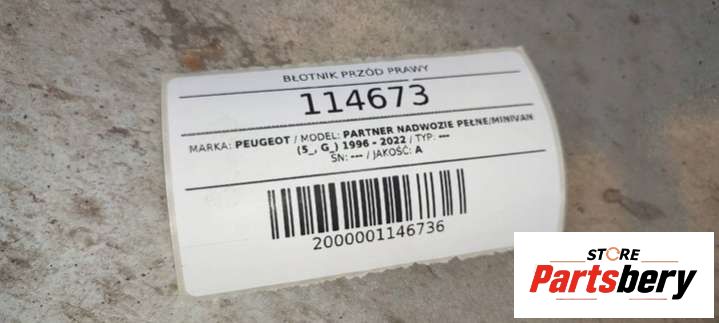 BŁOTNIK PRZÓD PRAWY
114673
MARKA: PEUGEOT / MODEL: PARTNER NADWOZIE PEŁNE/MINIVAN
(5_, G_) 1996 - 2022 / TYP: ---
SN: --- / JAKOŚĆ: A
2000001146736
STORE
Partsbery